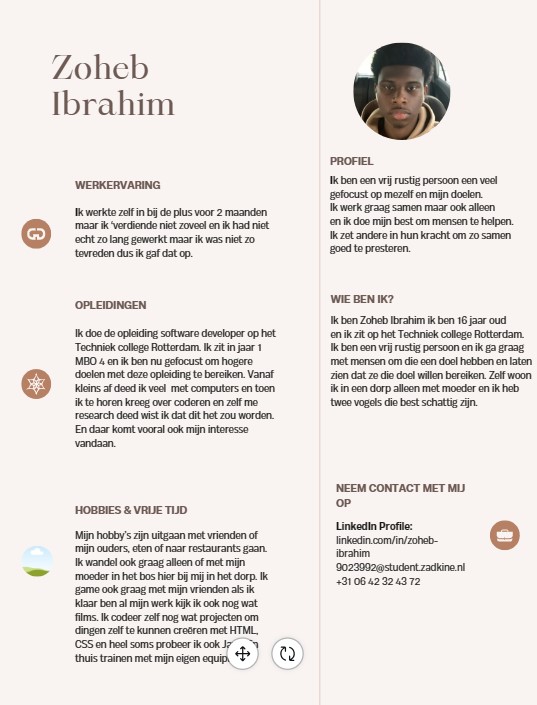 Zoheb
Ibrahim
WERKERVARING
Ik werkte zelf in bij de plus voor 2 maanden
maar ik 'verdiende niet zoveel en ik had niet
echt zo lang gewerkt maar ik was niet zo
tevreden dus ik gaf dat op.
OPLEIDINGEN
Ik doe de opleiding software developer op het
Techniek college Rotterdam. Ik zit in jaar 1
MBO 4 en ik ben nu gefocust om hogere
doelen met deze opleiding te bereiken. Vanaf
kleins af deed ik veel met computers en toen
ik te horen kreeg over coderen en zelf me
research deed wist ik dat dit het zou worden.
En daar komt vooral ook mijn interesse
vandaan.
HOBBIES & VRIJE TIJD
Mijn hobby's zijn uitgaan met vrienden of
mijn ouders, eten of naar restaurants gaan.
Ik wandel ook graag alleen of met mijn
moeder in het bos hier bij mij in het dorp. Ik
game ook graag met mijn vrienden als ik
klaar ben al mijn werk kijk ik ook nog wat
films. Ik codeer zelf nog wat projecten om
dingen zelf te kunnen creëren met HTML,
CSS en heel soms probeer ik ook
thuis trainen met mijn eigen
PROFIEL
Ik ben een vrij rustig persoon een veel
gefocust op mezelf en mijn doelen.
Ik werk graag samen maar ook alleen
en ik doe mijn best om mensen te helpen.
Ik zet andere in hun kracht om zo samen
goed te presteren.
WIE BEN IK?
Ik ben Zoheb Ibrahim ik ben 16 jaar oud
en ik zit op het Techniek college Rotterdam.
Ik ben een vrij rustig persoon en ik ga graag
met mensen om die een doel hebben en laten
zien dat ze die doel willen bereiken. Zelf woon
ik in een dorp alleen met moeder en ik heb
twee vogels die best schattig zijn.
NEEM CONTACT MET MIJ
OP
LinkedIn Profile:
linkedin.com/in/zoheb-
ibrahim
9023992@student.zadkine.nl
+31 06 42 32 43 72